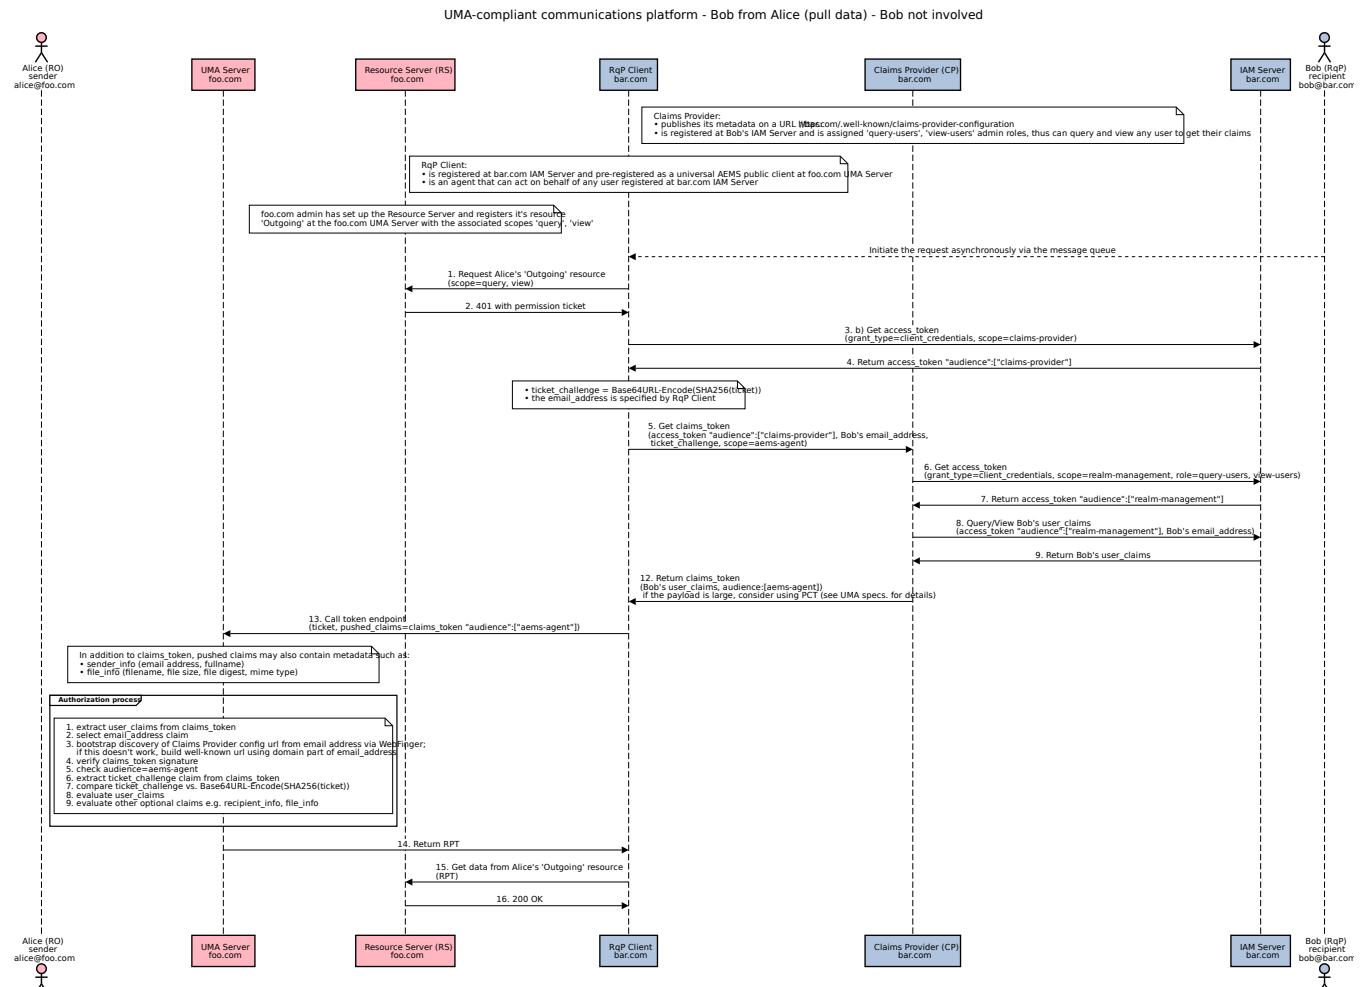 UMA-compliant communications platform - Bob from Alice (pull data) - Bob not involved
Alice (RO)
sender
alice@foo.com
UMA Server
foo.com
Resource Server (RS)
foo.com
RqP Client
bar.com
Claims Provider (CP)
bar.com
IAM Server
bar.com
Bob (RqP)
recipient
bob@bar.com
Claims Provider:
• publishes its metadata on a URL bar.com/.well-known/claims-provider-configuration
• is registered at Bob's IAM Server and is assigned 'query-users', 'view-users' admin roles, thus can query and view any user to get their claims
RqP Client:
• is registered at bar.com IAM Server and pre-registered as a universal AEMS public client at foo.com UMA Server
• is an agent that can act on behalf of any user registered at bar.com IAM Server
foo.com admin has set up the Resource Server and registers it's resource
'Outgoing' at the foo.com UMA Server with the associated scopes 'query', 'view'
Initiate the request asynchronously via the message queue
1. Request Alice's 'Outgoing' resource
(scope=query, view)
2. 401 with permission ticket
3. b) Get access_token
(grant_type=client_credentials, scope=claims-provider)
4. Return access_token "audience":["claims-provider"]
• ticket_challenge = Base64URL-Encode(SHA256(ticket))
• the email_address is specified by RqP Client
5. Get claims_token
(access_token "audience":["claims-provider"], Bob's email_address,
ticket_challenge, scope=aems-agent)
6. Get access_token
(grant_type=client_credentials, scope=realm-management, role=query-users, view-users)
7. Return access_token "audience":["realm-management"]
8. Query/View Bob's user_claims
(access_token "audience":["realm-management"], Bob's email_address)
9. Return Bob's user_claims
12. Return claims_token
(Bob's user_claims, audience:[aems-agent])
if the payload is large, consider using PCT (see UMA specs. for details)
13. Call token endpoint
(ticket, pushed_claims=claims_token "audience":["aems-agent"])
In addition to claims_token, pushed claims may also contain metadata such as:
• sender_info (email address, fullname)
• file_info (filename, file size, file digest, mime type)
Authorization process
1. extract user_claims from claims_token
2. select email_address claim
3. bootstrap discovery of Claims Provider config url from email address via WebFinger;
if this doesn't work, build well-known url using domain part of email_address
4. verify claims_token signature
5. check audience=aems-agent
6. extract ticket_challenge claim from claims_token
7. compare ticket_challenge vs. Base64URL-Encode(SHA256(ticket))
8. evaluate user_claims
9. evaluate other optional claims e.g. recipient_info, file_info
14. Return RPT
15. Get data from Alice's 'Outgoing' resource
(RPT)
16. 200 OK
Alice (RO)
sender
alice@foo.com
UMA Server
foo.com
Resource Server (RS)
foo.com
RqP Client
bar.com
Claims Provider (CP)
bar.com
IAM Server
bar.com
Bob (RqP)
recipient
bob@bar.com